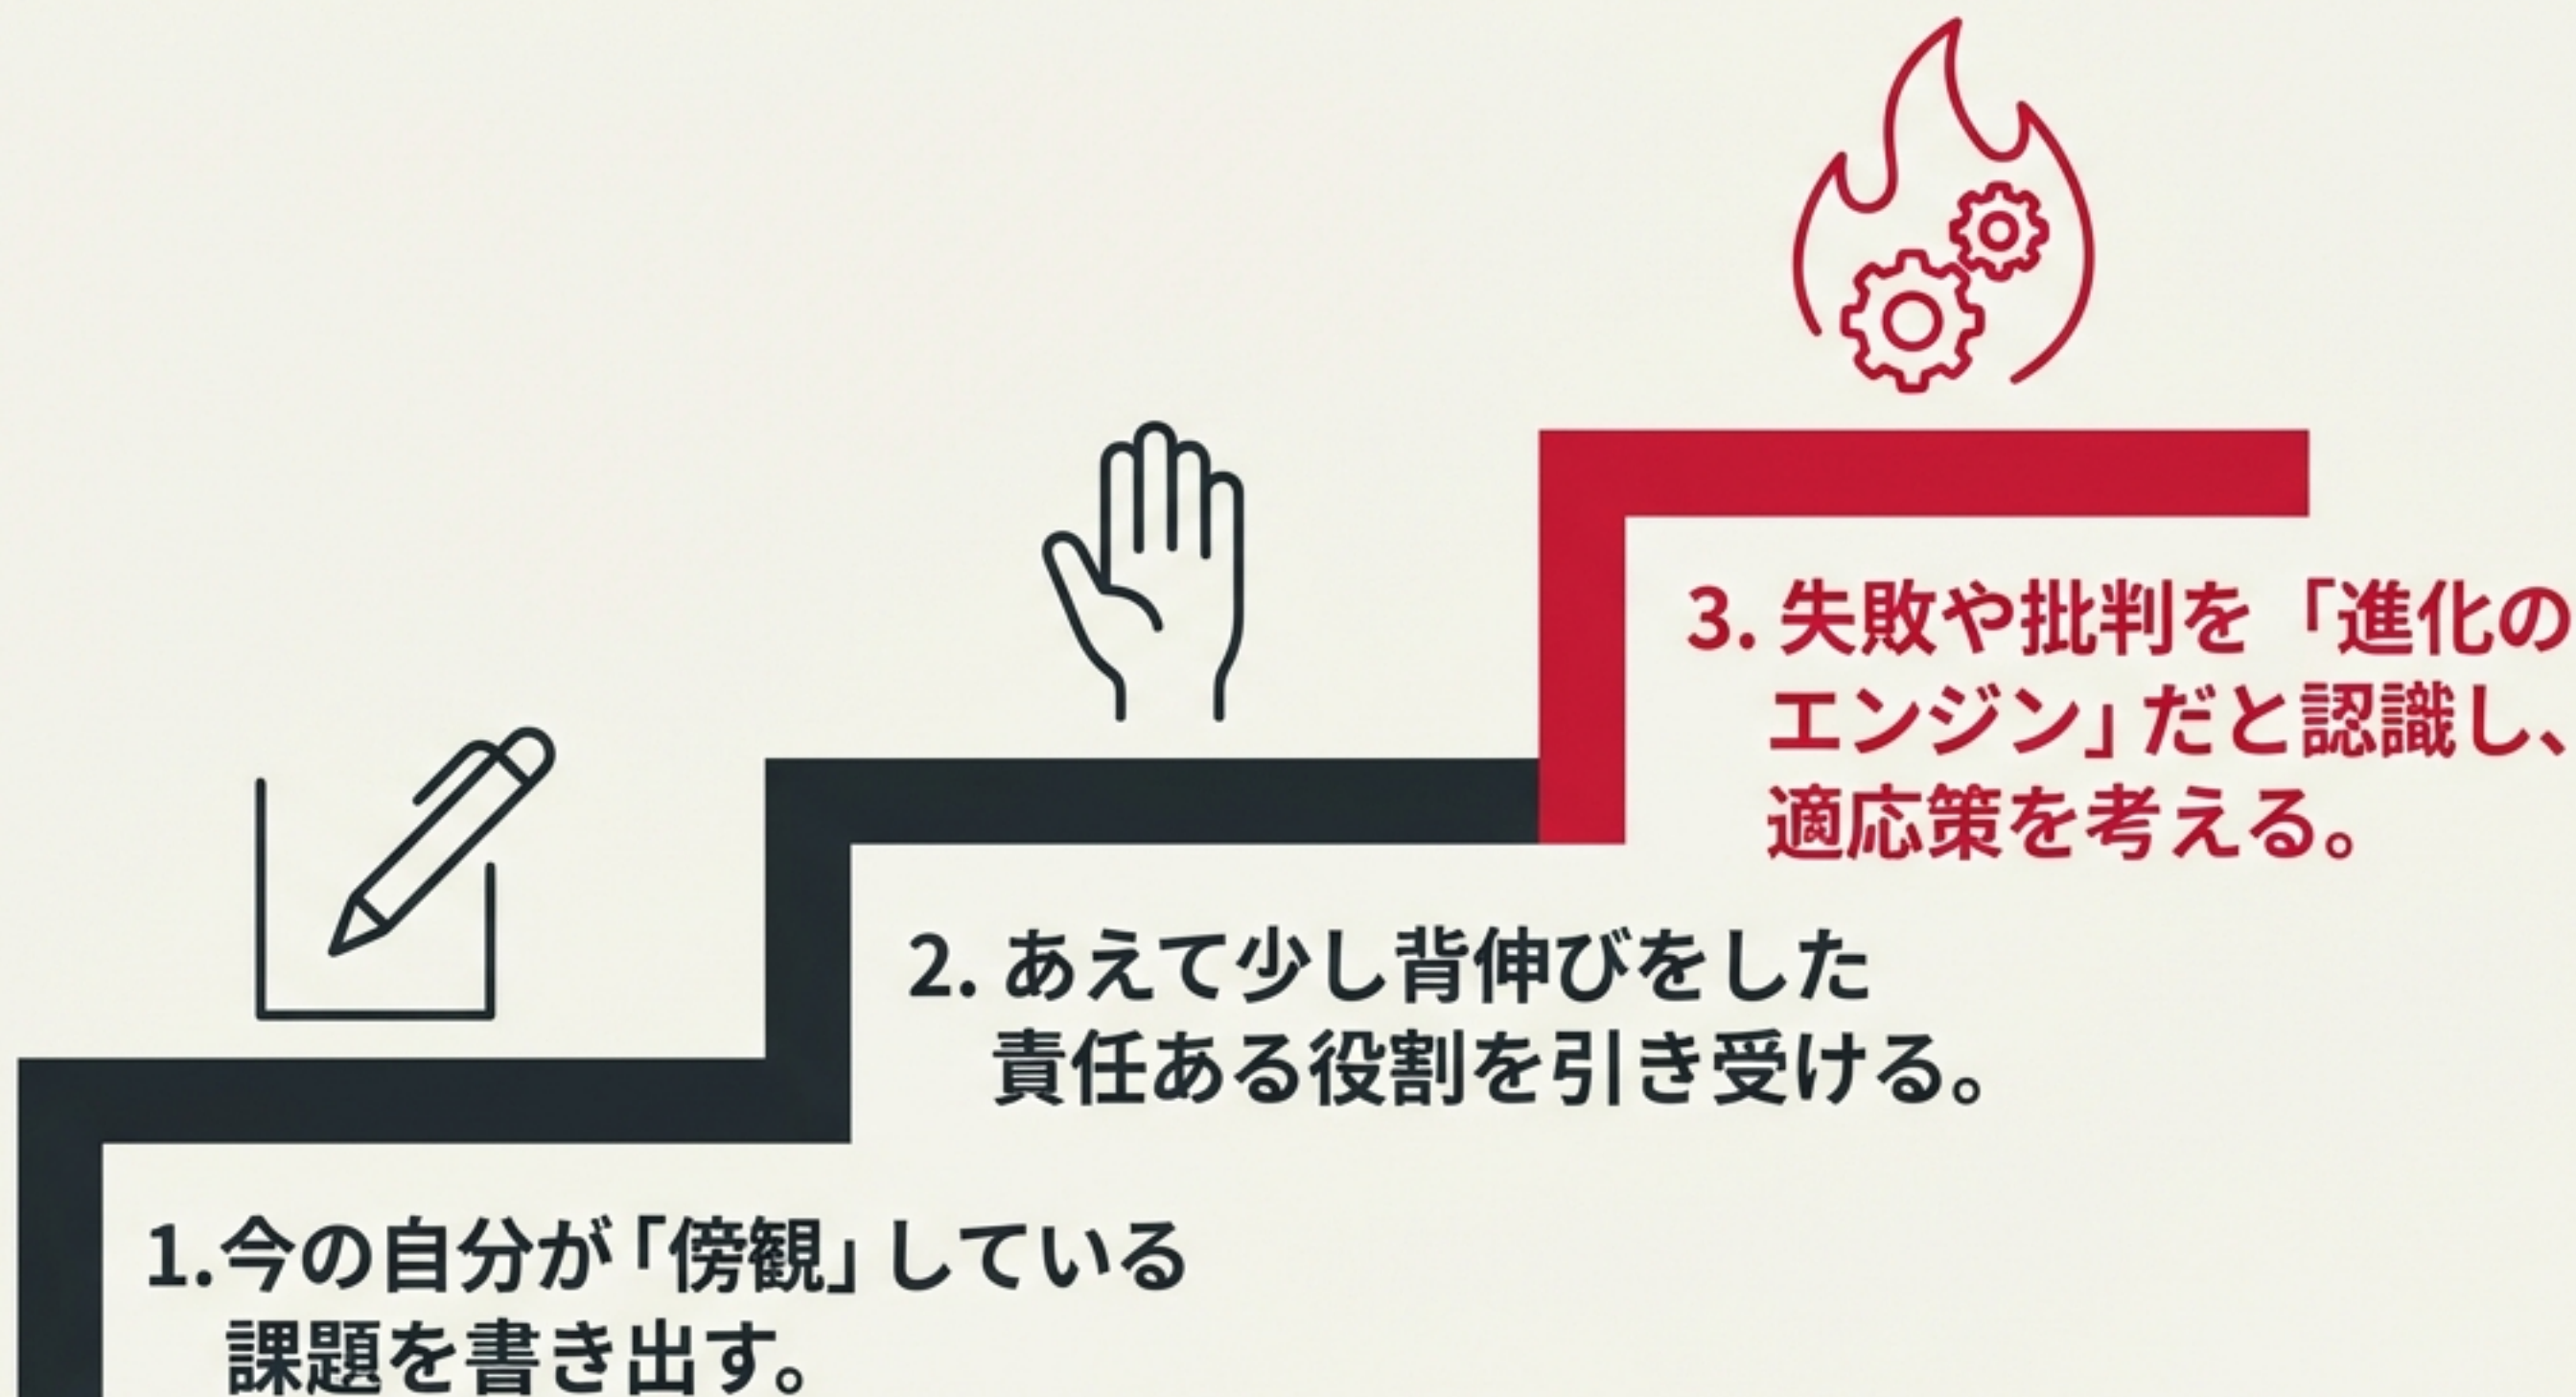 1.今の自分が「傍観」している
課題を書き出す。
2. あえて少し背伸びをした
責任ある役割を引き受ける。
3. 失敗や批判を「進化の
エンジン」だと認識し、
適応策を考える。